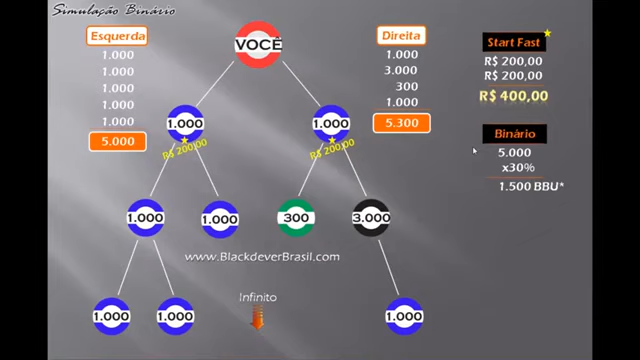 Simulação Binário
Esquerda
1.000
1.000
1.000
1.000
1.000
5.000
VOCÊ
Direita
1.000
3.000
300
1.000
5.300
Start Fast
R$ 200,00
R$ 200,00
R$ 400,00
Binário
5.000
x30%
1.500 BBU*
1.000
R$ 200,00
1.000
R$ 200,00
1.000
1.000
300
3.000
www.BlackdeverBrasil.com
Infinito
1.000
1.000
1.000